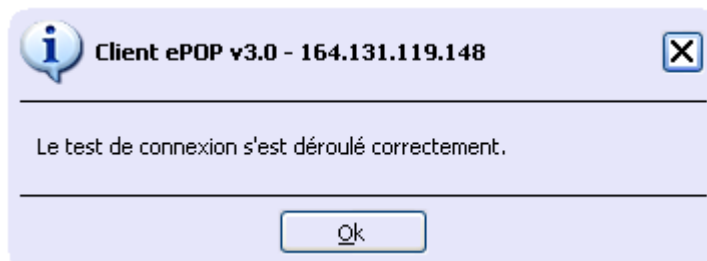 Client ePOP v3.0 - 164.131.119.148
Le test de connexion s'est déroulé correctement.
Ok